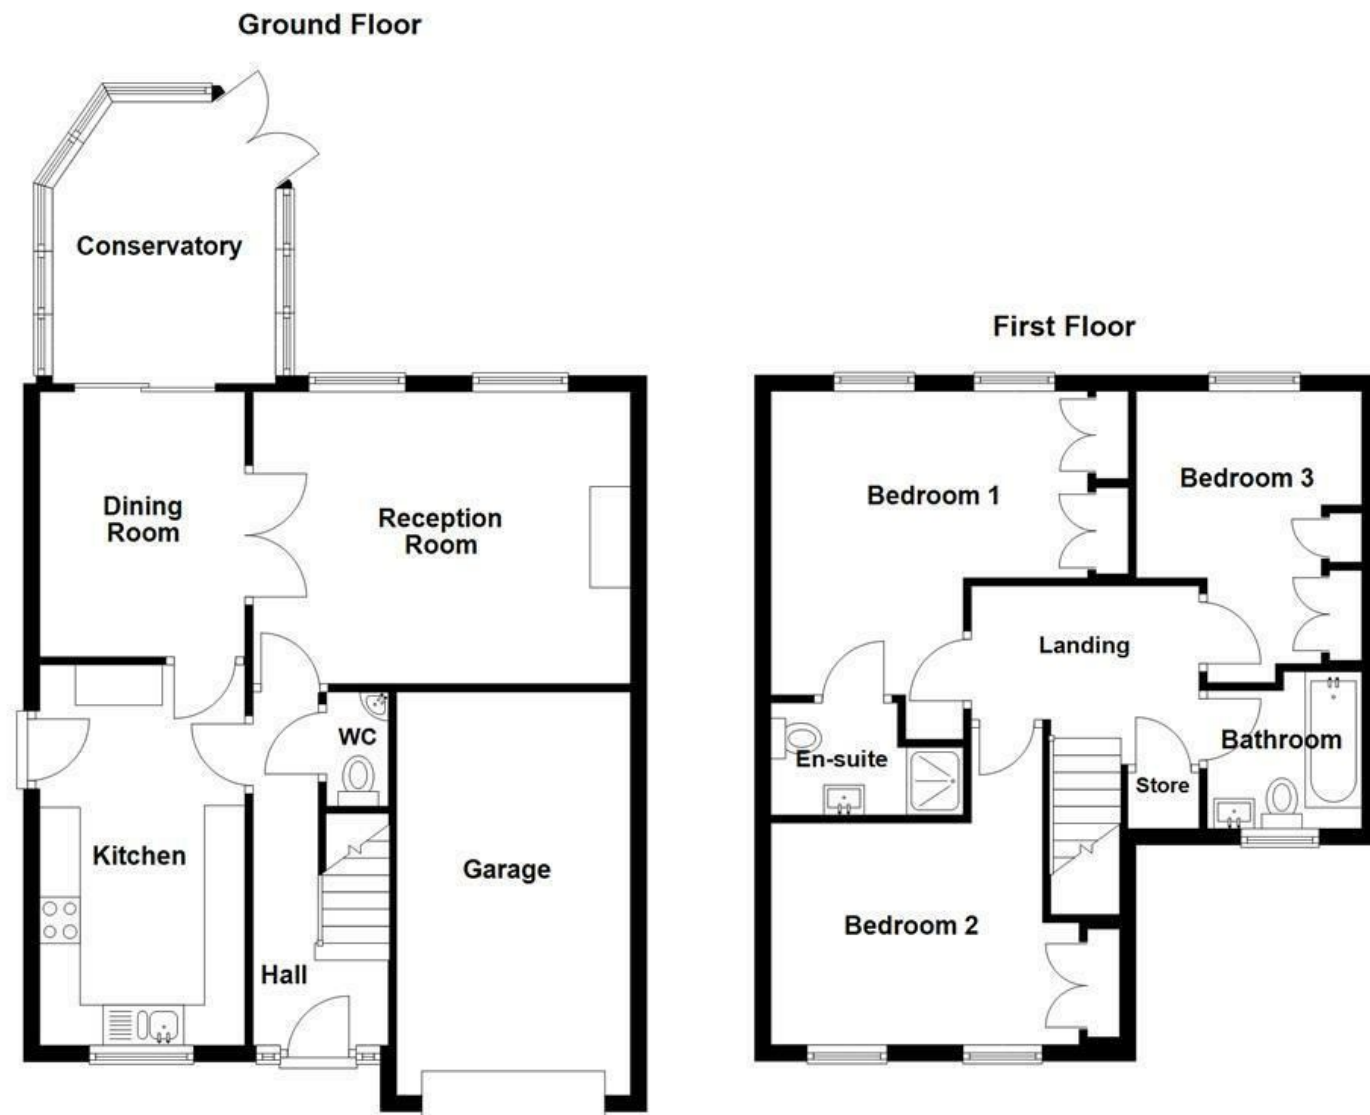 Ground Floor
Conservatory
Dining
Room
Reception
Room
WC
Kitchen
Garage
Hall
First Floor
Bedroom 1
Bedroom 3
Landing
En-suite
Bathroom
Store
Bedroom 2